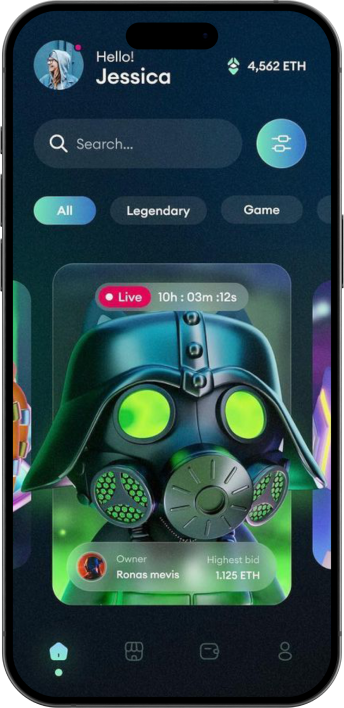 Hello!
Jessica
4,562 ETH
Search...
All
Legendary
Game
Live
10h : 03m :12s
Owner
Highest bid
Ronas mevis
1.125 ETH